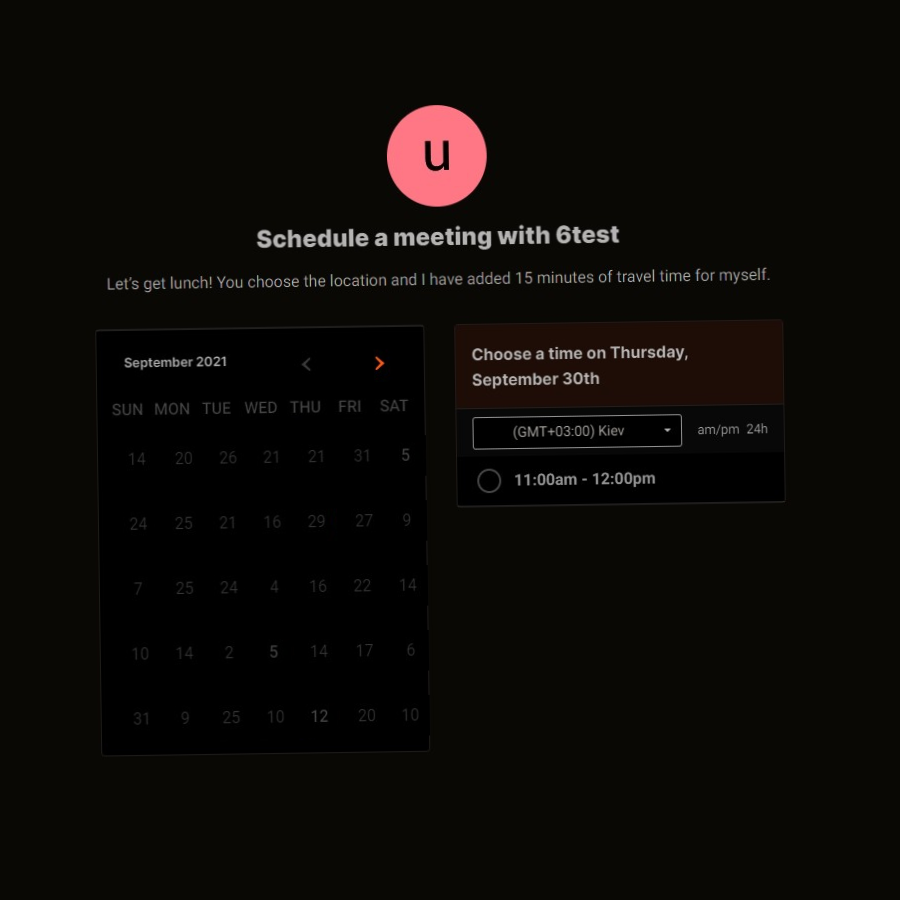 u
Schedule a meeting with 6test
Let's get lunch! You choose the location and I have added 15 minutes of travel time for myself.
September 2021
SUN MON TUE WED THU FRI SAT
14 20 26 21 21 31 5
24 25 21 16 29 27 9
7 25 24 4 16 22 14
10 14 2 5 14 17 6
31 9 25 10 12 20 10
Choose a time on Thursday,
September 30th
(GMT+03:00) Kiev am/pm 24h
11:00am - 12:00pm